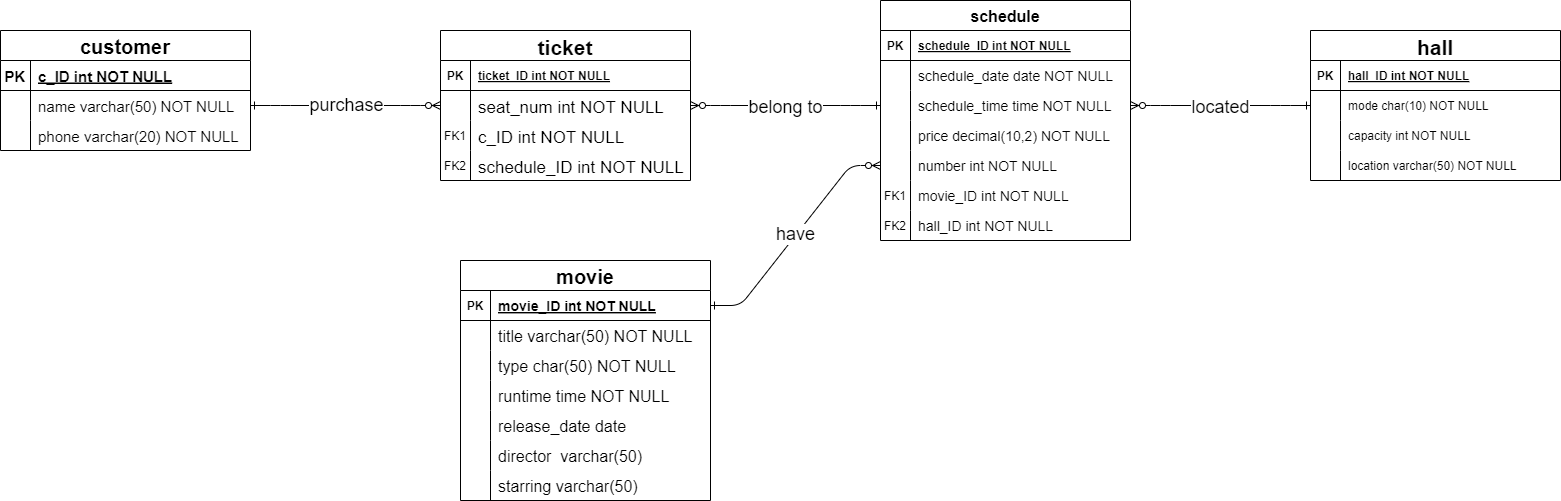 customer
PK c_ID int NOT NULL
name varchar(50) NOT NULL
phone varchar(20) NOT NULL
purchase
ticket
PK ticket_ID int NOT NULL
seat_num int NOT NULL
FK1 c_ID int NOT NULL
FK2 schedule_ID int NOT NULL
belong to
schedule
PK schedule_ID int NOT NULL
schedule_date date NOT NULL
schedule_time time NOT NULL
price decimal(10,2) NOT NULL
number int NOT NULL
FK1 movie_ID int NOT NULL
FK2 hall_ID int NOT NULL
located
hall
PK hall_ID int NOT NULL
mode char(10) NOT NULL
capacity int NOT NULL
location varchar(50) NOT NULL
have
movie
PK movie_ID int NOT NULL
title varchar(50) NOT NULL
type char(50) NOT NULL
runtime time NOT NULL
release_date date
director  varchar(50)
starring varchar(50)